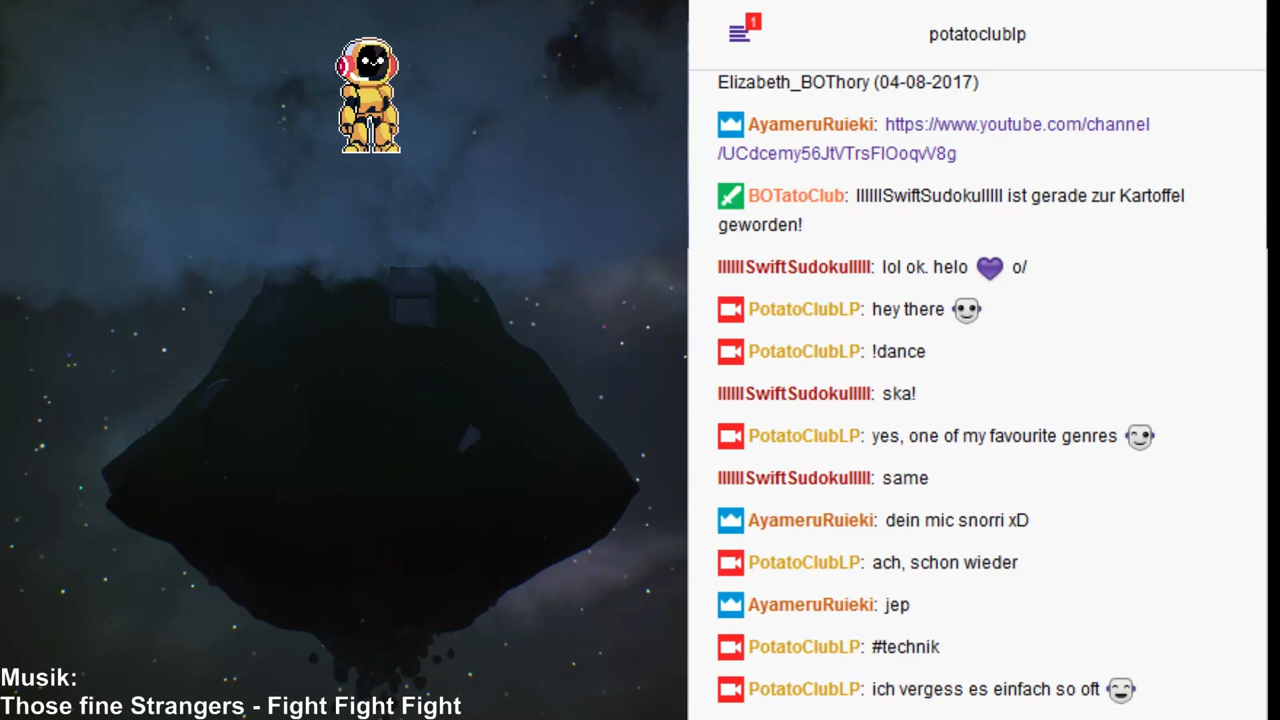 1
potatoclublp
Elizabeth_BOThory (04-08-2017)
AyameruRuieki: https://www.youtube.com/channel
/UCdcemy56JtVTrsFIOoqvV8g
BOTatoClub: IIIIIISwiftSudokuIIIII ist gerade zur Kartoffel
geworden!
IIIIIISwiftSudokuIIIII: lol ok. helo o/
PotatoClubLP: hey there
PotatoClubLP: !dance
IIIIIISwiftSudokuIIIII: ska!
PotatoClubLP: yes, one of my favourite genres
IIIIIISwiftSudokuIIIII: same
AyameruRuieki: dein mic snorri xD
PotatoClubLP: ach, schon wieder
AyameruRuieki: jep
PotatoClubLP: #technik
PotatoClubLP: ich vergess es einfach so oft
Musik:
Those fine Strangers - Fight Fight Fight